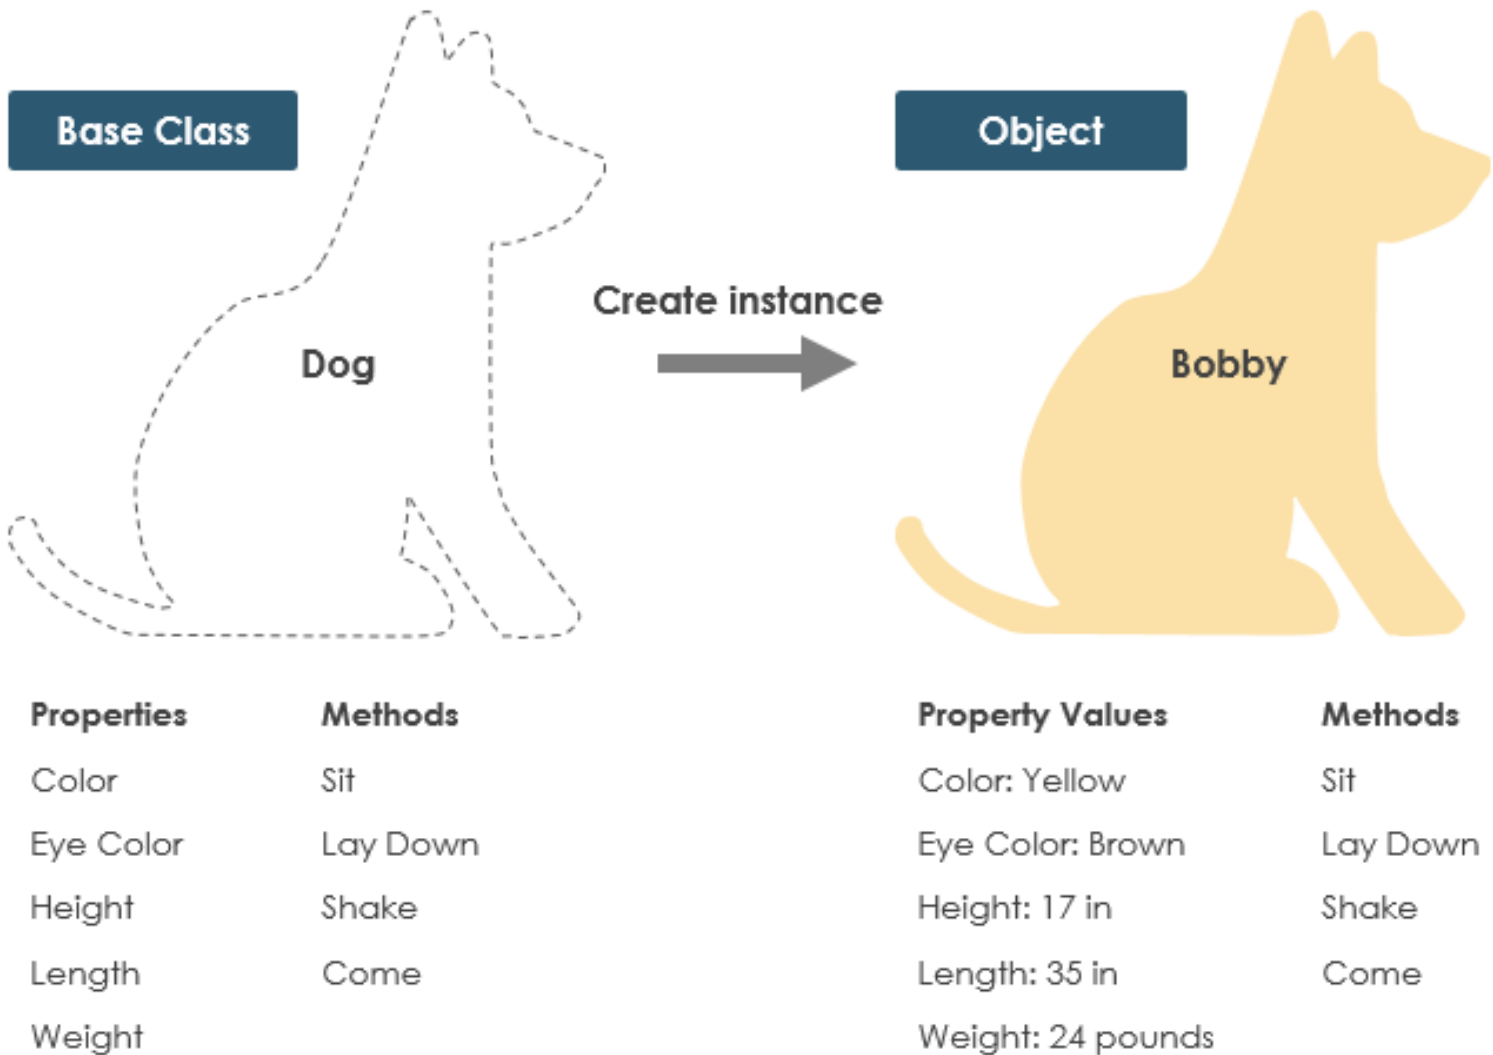 Base Class
Object
Create instance
Dog
Bobby
Properties Methods Property Values Methods
Color Sit Color: Yellow Sit
Eye Color Lay Down Eye Color: Brown Lay Down
Height Shake Height: 17 in Shake
Length Come Length: 35 in Come
Weight Weight: 24 pounds